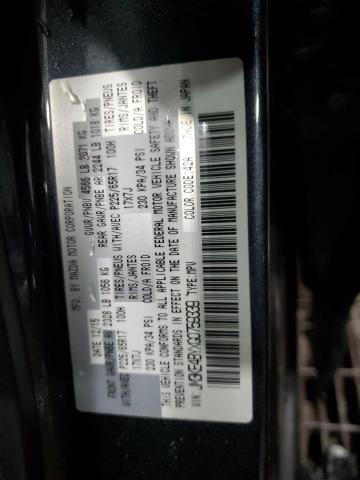 MFD. BY MAZDA MOTOR CORPORATION
DATE: 12/15 GVWR/PNBV 4566 LB 2071 KG
FRONT GAWR/PNBE AV 2328 LB 1056 KG REAR GAWR/PNBE AR 2244 LB 1018 KG
WITH/AVEC P225/65R17 100H TIRES/PNEUS WITH/AVEC P225/65R17 100H TIRES/PNEUS
17X7J RIMS/JANTES 17X7J RIMS/JANTES
230 KPA/34 PSI COLD/A FROID 230 KPA/34 PSI COLD/A FROID
THIS VEHICLE CONFORMS TO ALL APPLICABLE FEDERAL MOTOR VEHICLE SAFETY AND THEFT
PREVENTION STANDARDS IN EFFECT ON THE DATE OF MANUFACTURE SHOWN ABOVE.
VIN: TYPE:MPV COLOR CODE:42A IN JAPAN